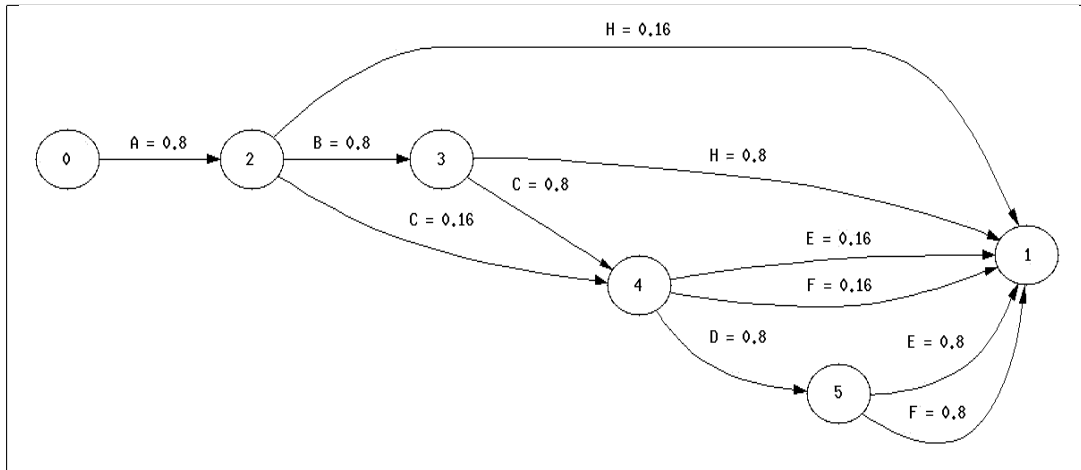 H = 0.16
A = 0.8
B = 0.8
0
2
3
H = 0.8
C = 0.8
C = 0.16
E = 0.16
1
4
F = 0.16
D = 0.8
E = 0.8
5
F = 0.8